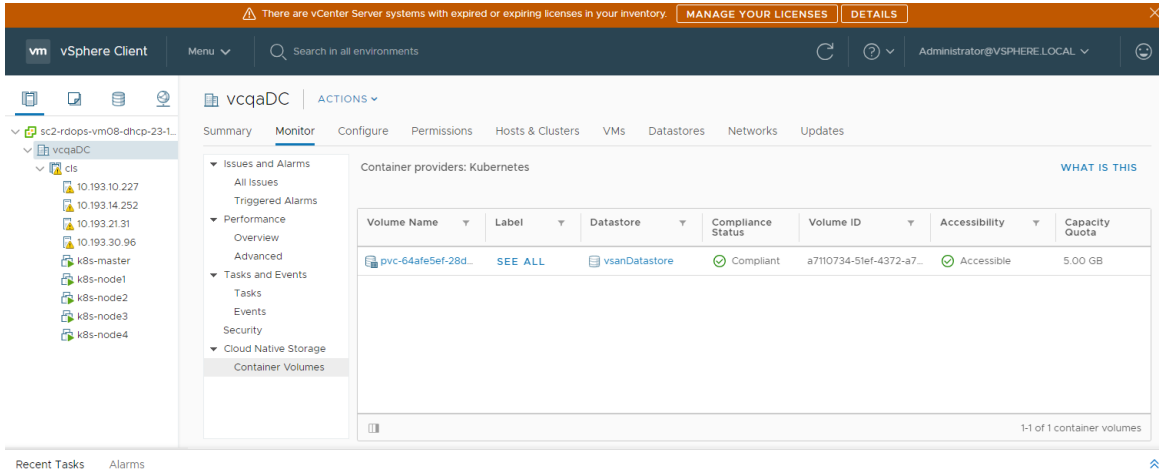 There are vCenter Server systems with expired or expiring licenses in your inventory. MANAGE YOUR LICENSES DETAILS
vm vSphere Client Menu Search in all environments Administrator@VSPHERE.LOCAL
vcqaDC ACTIONS
sc2-rdops-vm08-dhcp-23-1...
vcqaDC
cls
10.193.10.227
10.193.14.252
10.193.21.31
10.193.30.96
k8s-master
k8s-node1
k8s-node2
k8s-node3
k8s-node4
Summary Monitor Configure Permissions Hosts & Clusters VMs Datastores Networks Updates
Issues and Alarms
All Issues
Triggered Alarms
Performance
Overview
Advanced
Tasks and Events
Tasks
Events
Security
Cloud Native Storage
Container Volumes
Container providers: Kubernetes WHAT IS THIS
Volume Name Label Datastore Compliance Status Volume ID Accessibility Capacity Quota
pvc-64afe5ef-28d... SEE ALL vsanDatastore Compliant a7110734-51ef-4372-a7... Accessible 5.00 GB
1-1 of 1 container volumes
Recent Tasks Alarms